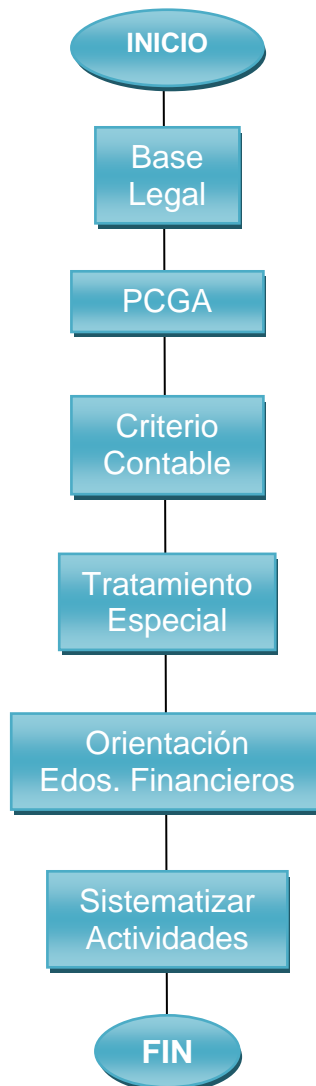 INICIO
Base
Legal
PCGA
Criterio
Contable
Tratamiento
Especial
Orientación
Edos. Financieros
Sistematizar
Actividades
FIN